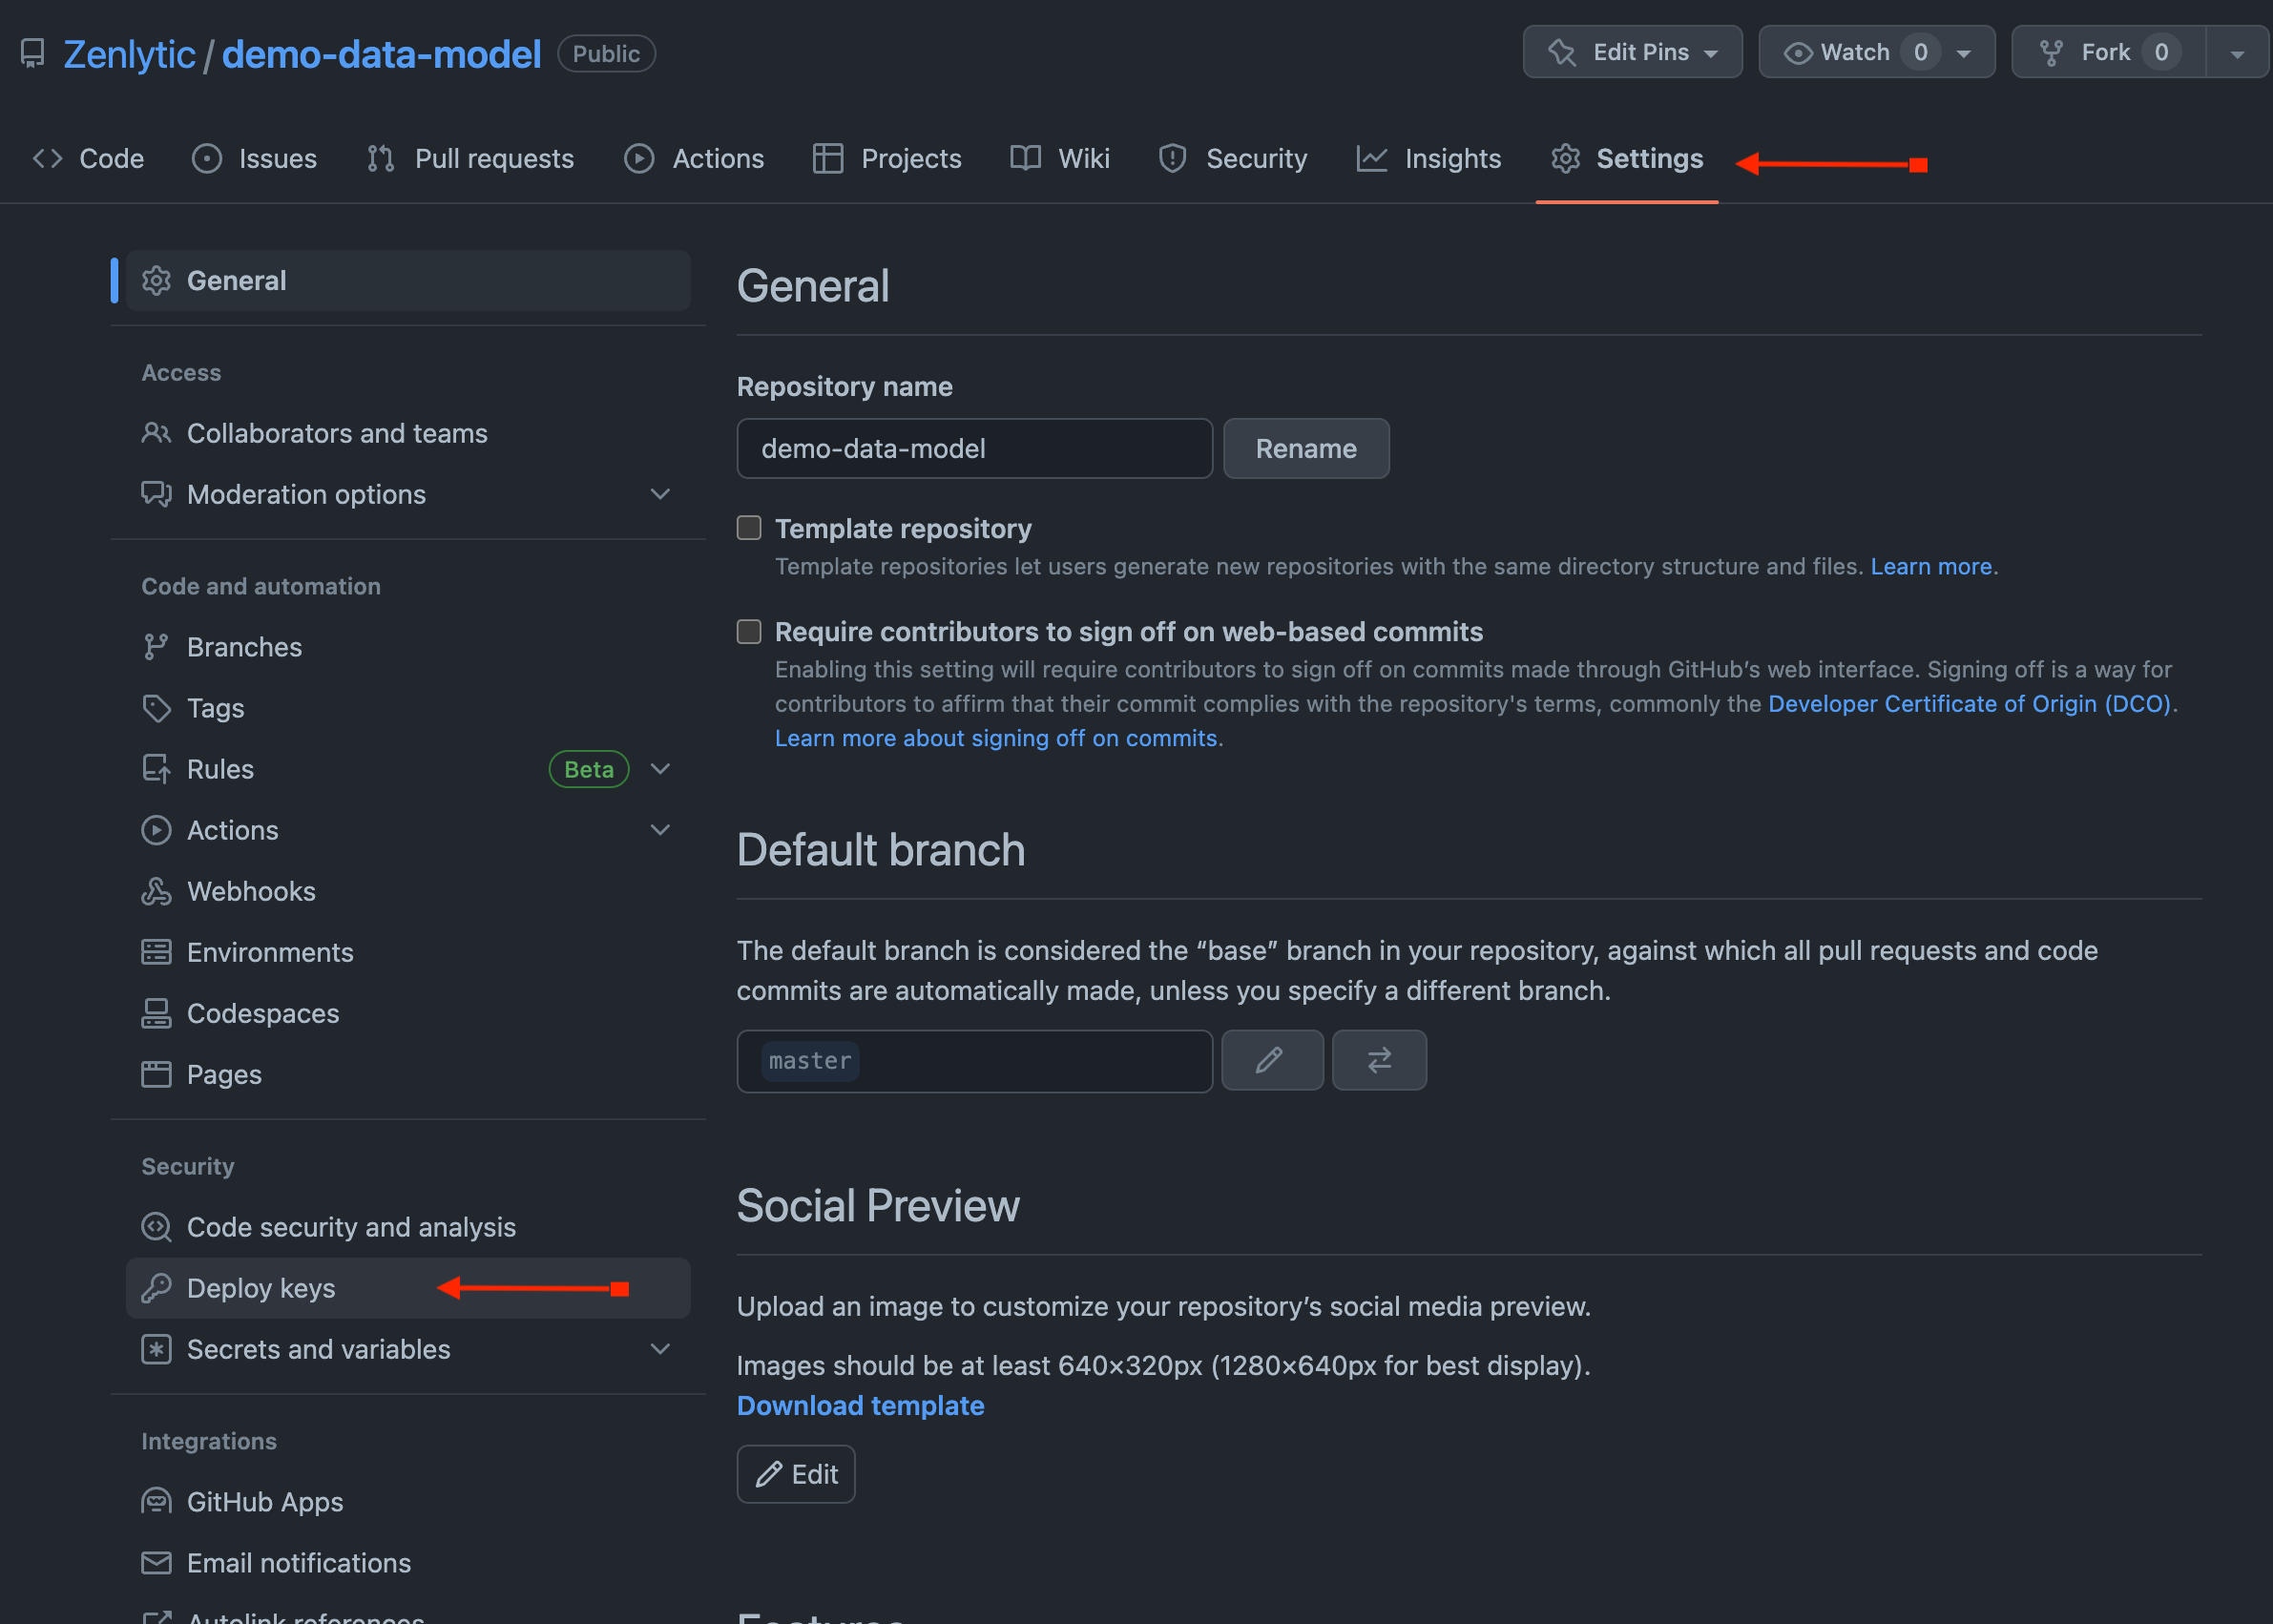 Zenlytic / demo-data-model Public
Edit Pins Watch 0 Fork 0
Code Issues Pull requests Actions Projects Wiki Security Insights Settings
General
Access
Collaborators and teams
Moderation options
Code and automation
Branches
Tags
Rules Beta
Actions
Webhooks
Environments
Codespaces
Pages
Security
Code security and analysis
Deploy keys
Secrets and variables
Integrations
GitHub Apps
Email notifications
Autolink references
General
Repository name
demo-data-model Rename
Template repository
Template repositories let users generate new repositories with the same directory structure and files. Learn more.
Require contributors to sign off on web-based commits
Enabling this setting will require contributors to sign off on commits made through GitHub’s web interface. Signing off is a way for
contributors to affirm that their commit complies with the repository's terms, commonly the Developer Certificate of Origin (DCO).
Learn more about signing off on commits.
Default branch
The default branch is considered the “base” branch in your repository, against which all pull requests and code
commits are automatically made, unless you specify a different branch.
master
Social Preview
Upload an image to customize your repository’s social media preview.
Images should be at least 640×320px (1280×640px for best display).
Download template
Edit
Features